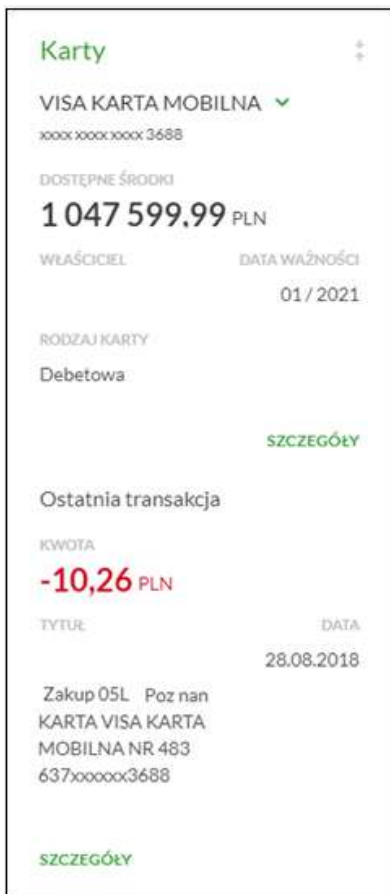 Karty
VISA KARTA MOBILNA
xxxx xxxx xxxx 3688
DOSTĘPNE ŚRODKI
1 047 599,99 PLN
WŁAŚCICIEL DATA WAŻNOŚCI
01 / 2021
RODZAJ KARTY
Debetowa
SZCZEGÓŁY
Ostatnia transakcja
KWOTA
-10,26 PLN
TYTUŁ DATA
28.08.2018
Zakup 05L Poz nan
KARTA VISA KARTA
MOBILNA NR 483
637xxxxxx3688
SZCZEGÓŁY